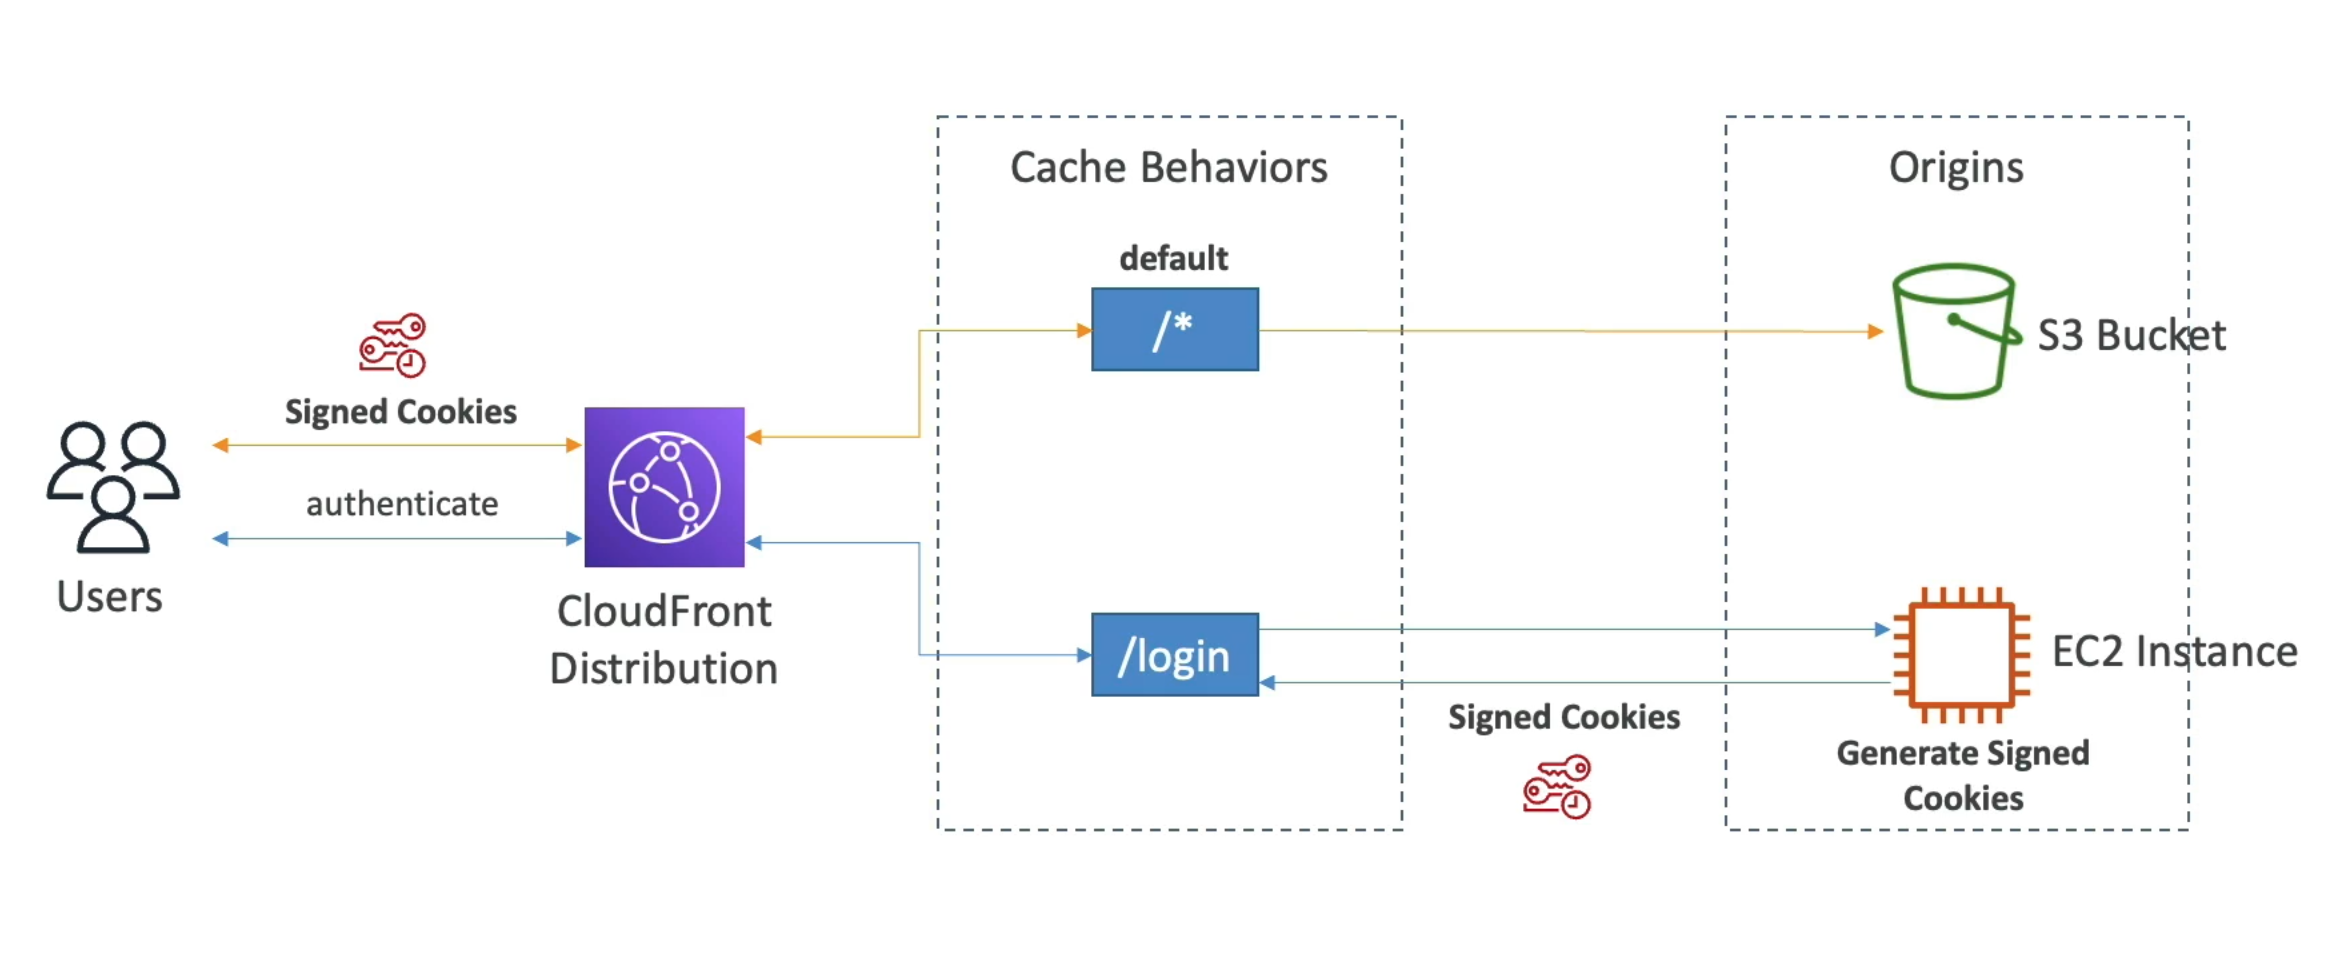 Cache Behaviors
Origins
default
/*
S3 Bucket
Signed Cookies
authenticate
Users
CloudFront
Distribution
/login
EC2 Instance
Signed Cookies
Generate Signed
Cookies